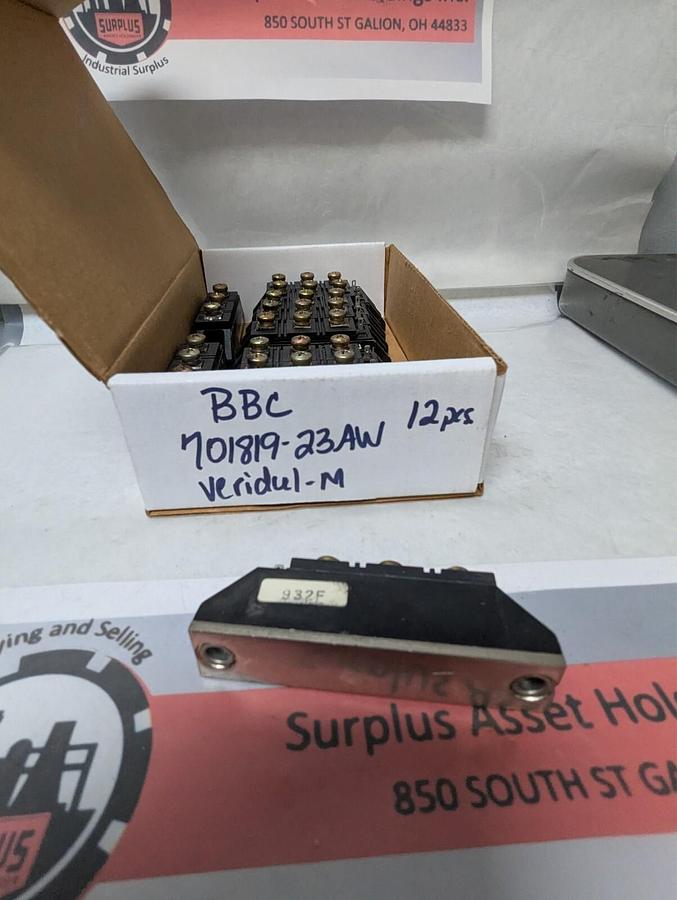 SURPLUS
Industrial Surplus
850 SOUTH ST GALION, OH 44833
BBC
701819-23AW
12pcs
Veridul-M
932F
ying and Selling
Surplus Asset Hol
850 SOUTH ST GA
US